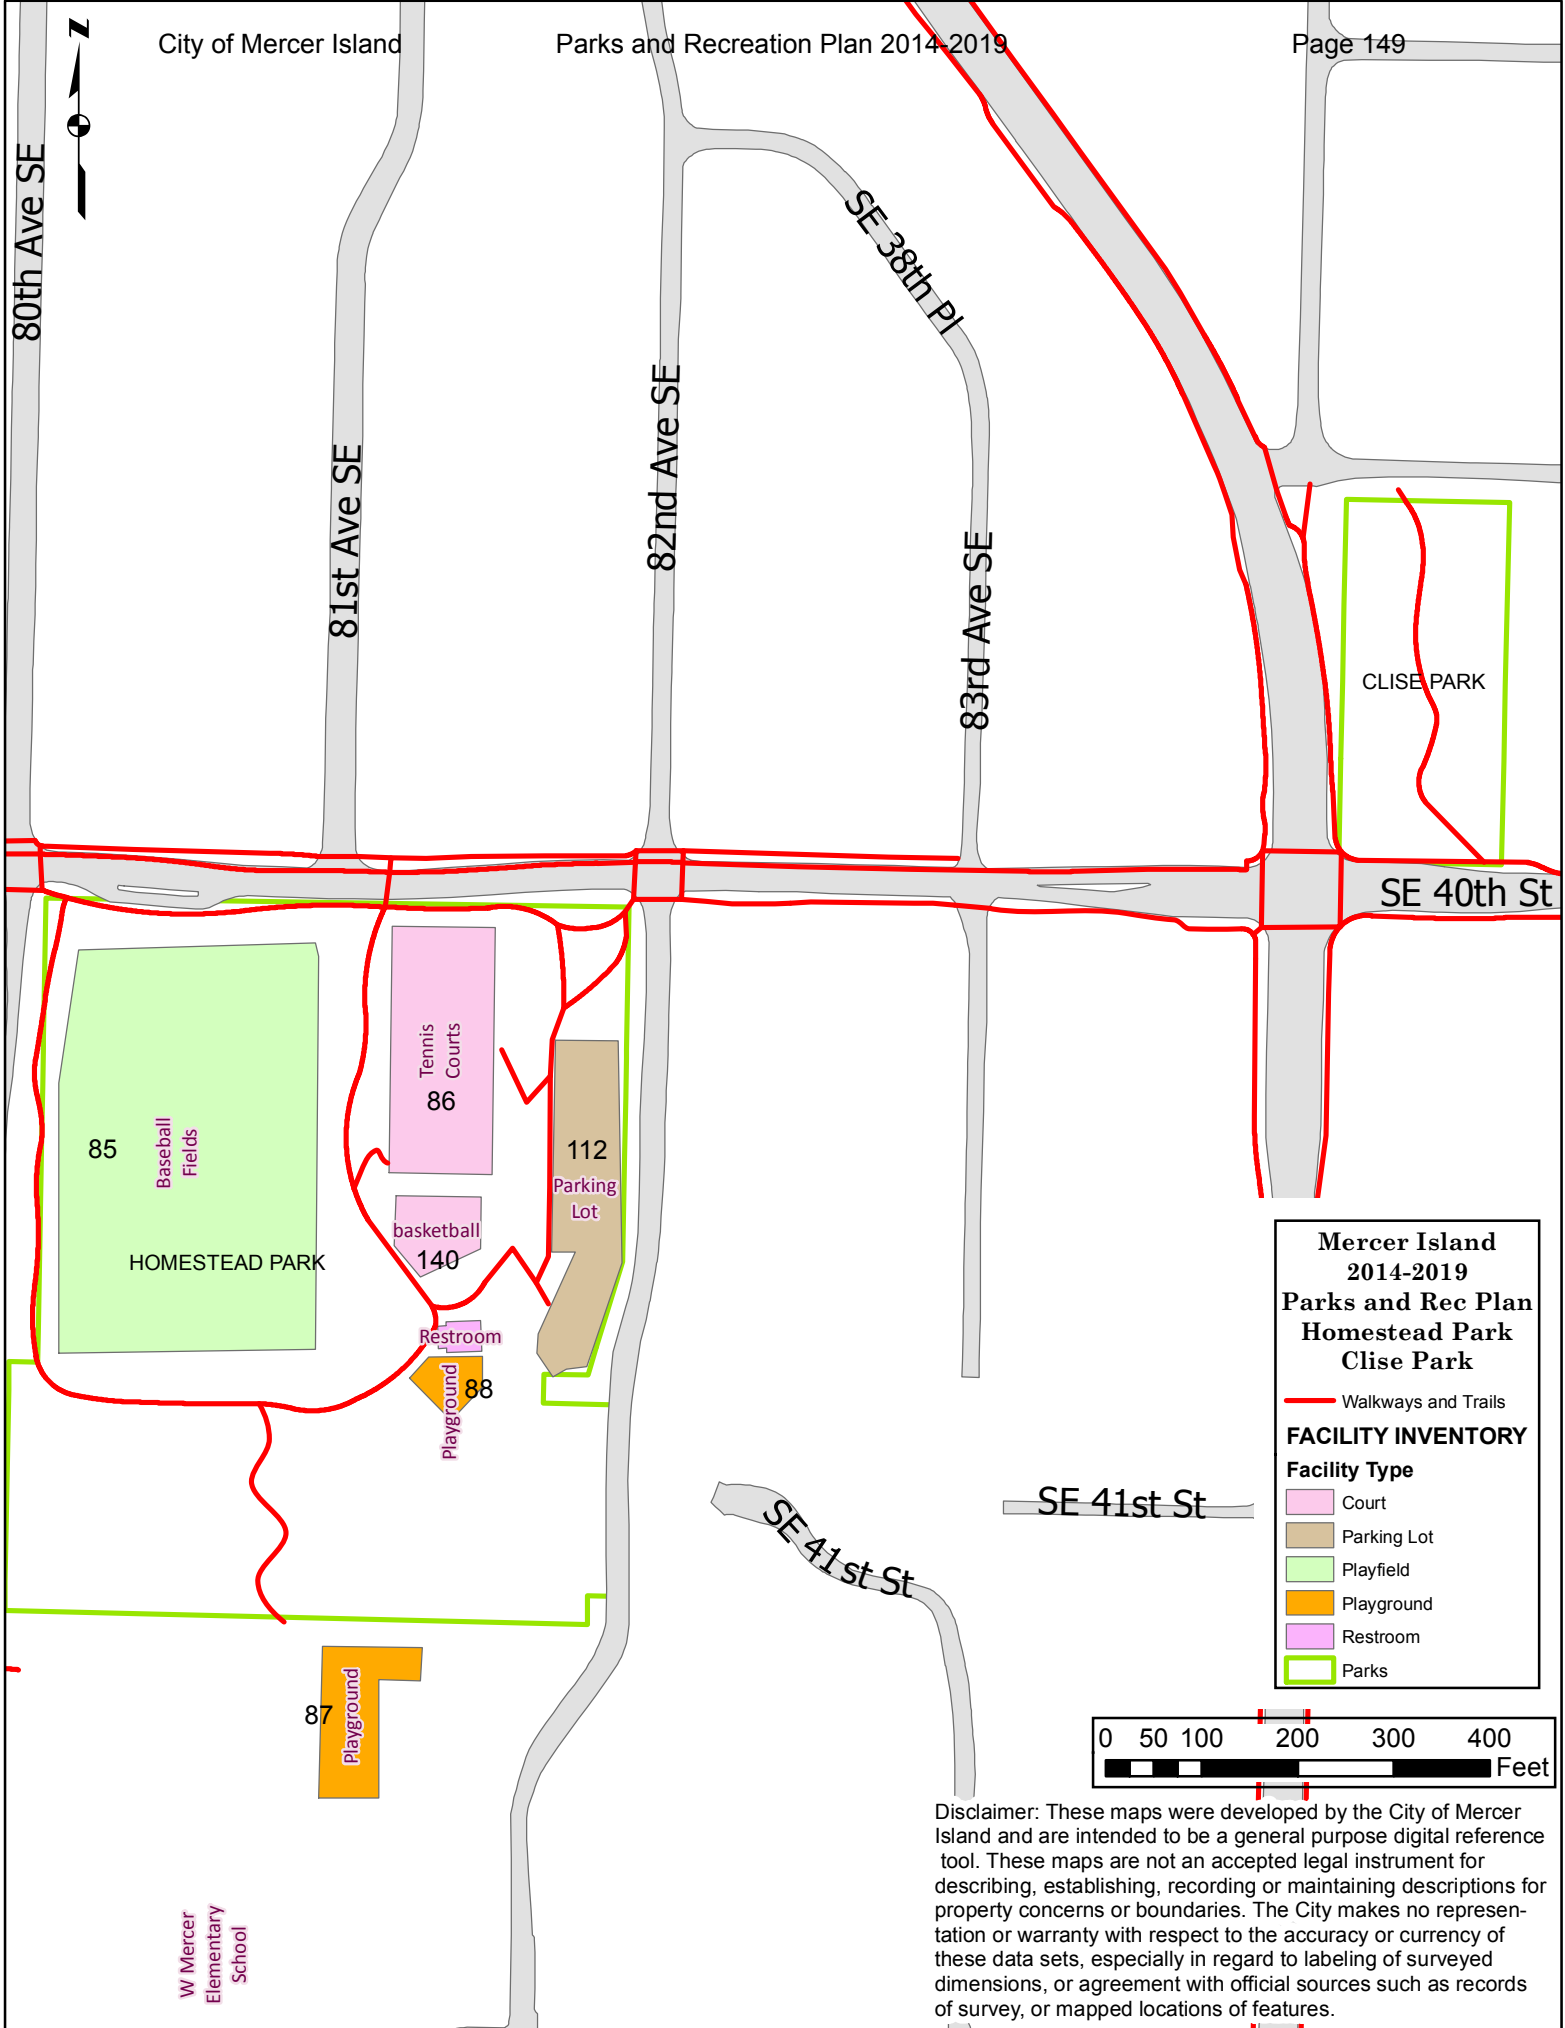 City of Mercer Island
Parks and Recreation Plan 2014-2019
Page 149
Z
80th Ave SE
81st Ave SE
82nd Ave SE
SE 38th Pl
83rd Ave SE
CLISE PARK
SE 40th St
Tennis
Courts
86
85
Baseball
Fields
112
Parking
Lot
basketball
140
HOMESTEAD PARK
Restroom
Playground
88
SE 41st St
SE 41st St
87
Playground
W Mercer
Elementary
School
Mercer Island
2014-2019
Parks and Rec Plan
Homestead Park
Clise Park
Walkways and Trails
FACILITY INVENTORY
Facility Type
Court
Parking Lot
Playfield
Playground
Restroom
Parks
0 50 100 200 300 400
Feet
Disclaimer: These maps were developed by the City of Mercer
Island and are intended to be a general purpose digital reference
tool. These maps are not an accepted legal instrument for
describing, establishing, recording or maintaining descriptions for
property concerns or boundaries. The City makes no represen-
tation or warranty with respect to the accuracy or currency of
these data sets, especially in regard to labeling of surveyed
dimensions, or agreement with official sources such as records
of survey, or mapped locations of features.